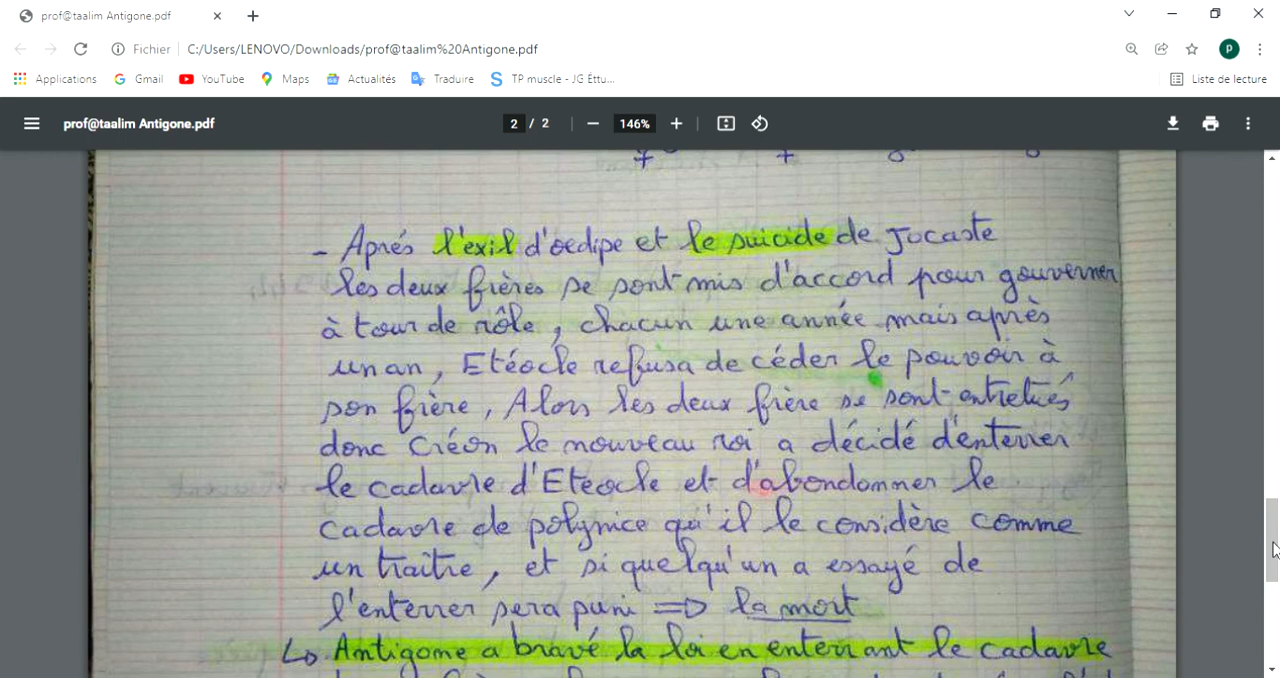 prof@taalim Antigone.pdf
Fichier C:/Users/LENOVO/Downloads/prof@taalim%20Antigone.pdf
P
Applications Gmail YouTube Maps Actualités Traduire TP muscle - JG Éttu... Liste de lecture
prof@taalim Antigone.pdf 2 / 2 146%
- Aprés l'exil d'oedipe et le suicide de Jocaste
les deux frères se sont mis d'accord pour gouverner
à tour de rôle, chacun une année mais après
un an, Etéocle refusa de céder le pouvoir à
son frère, Alors les deux frère se sont entretués
donc Créon le nouveau roi a décidé d'enterrer
le cadavre d'Eteocle et d'abondonner le
cadavre de polynice qu'il le considère comme
un traître, et si quelqu'un a essayé de
l'enterrer sera puni => la mort
↳ Antigone a bravé la loi en enterrant le cadavre